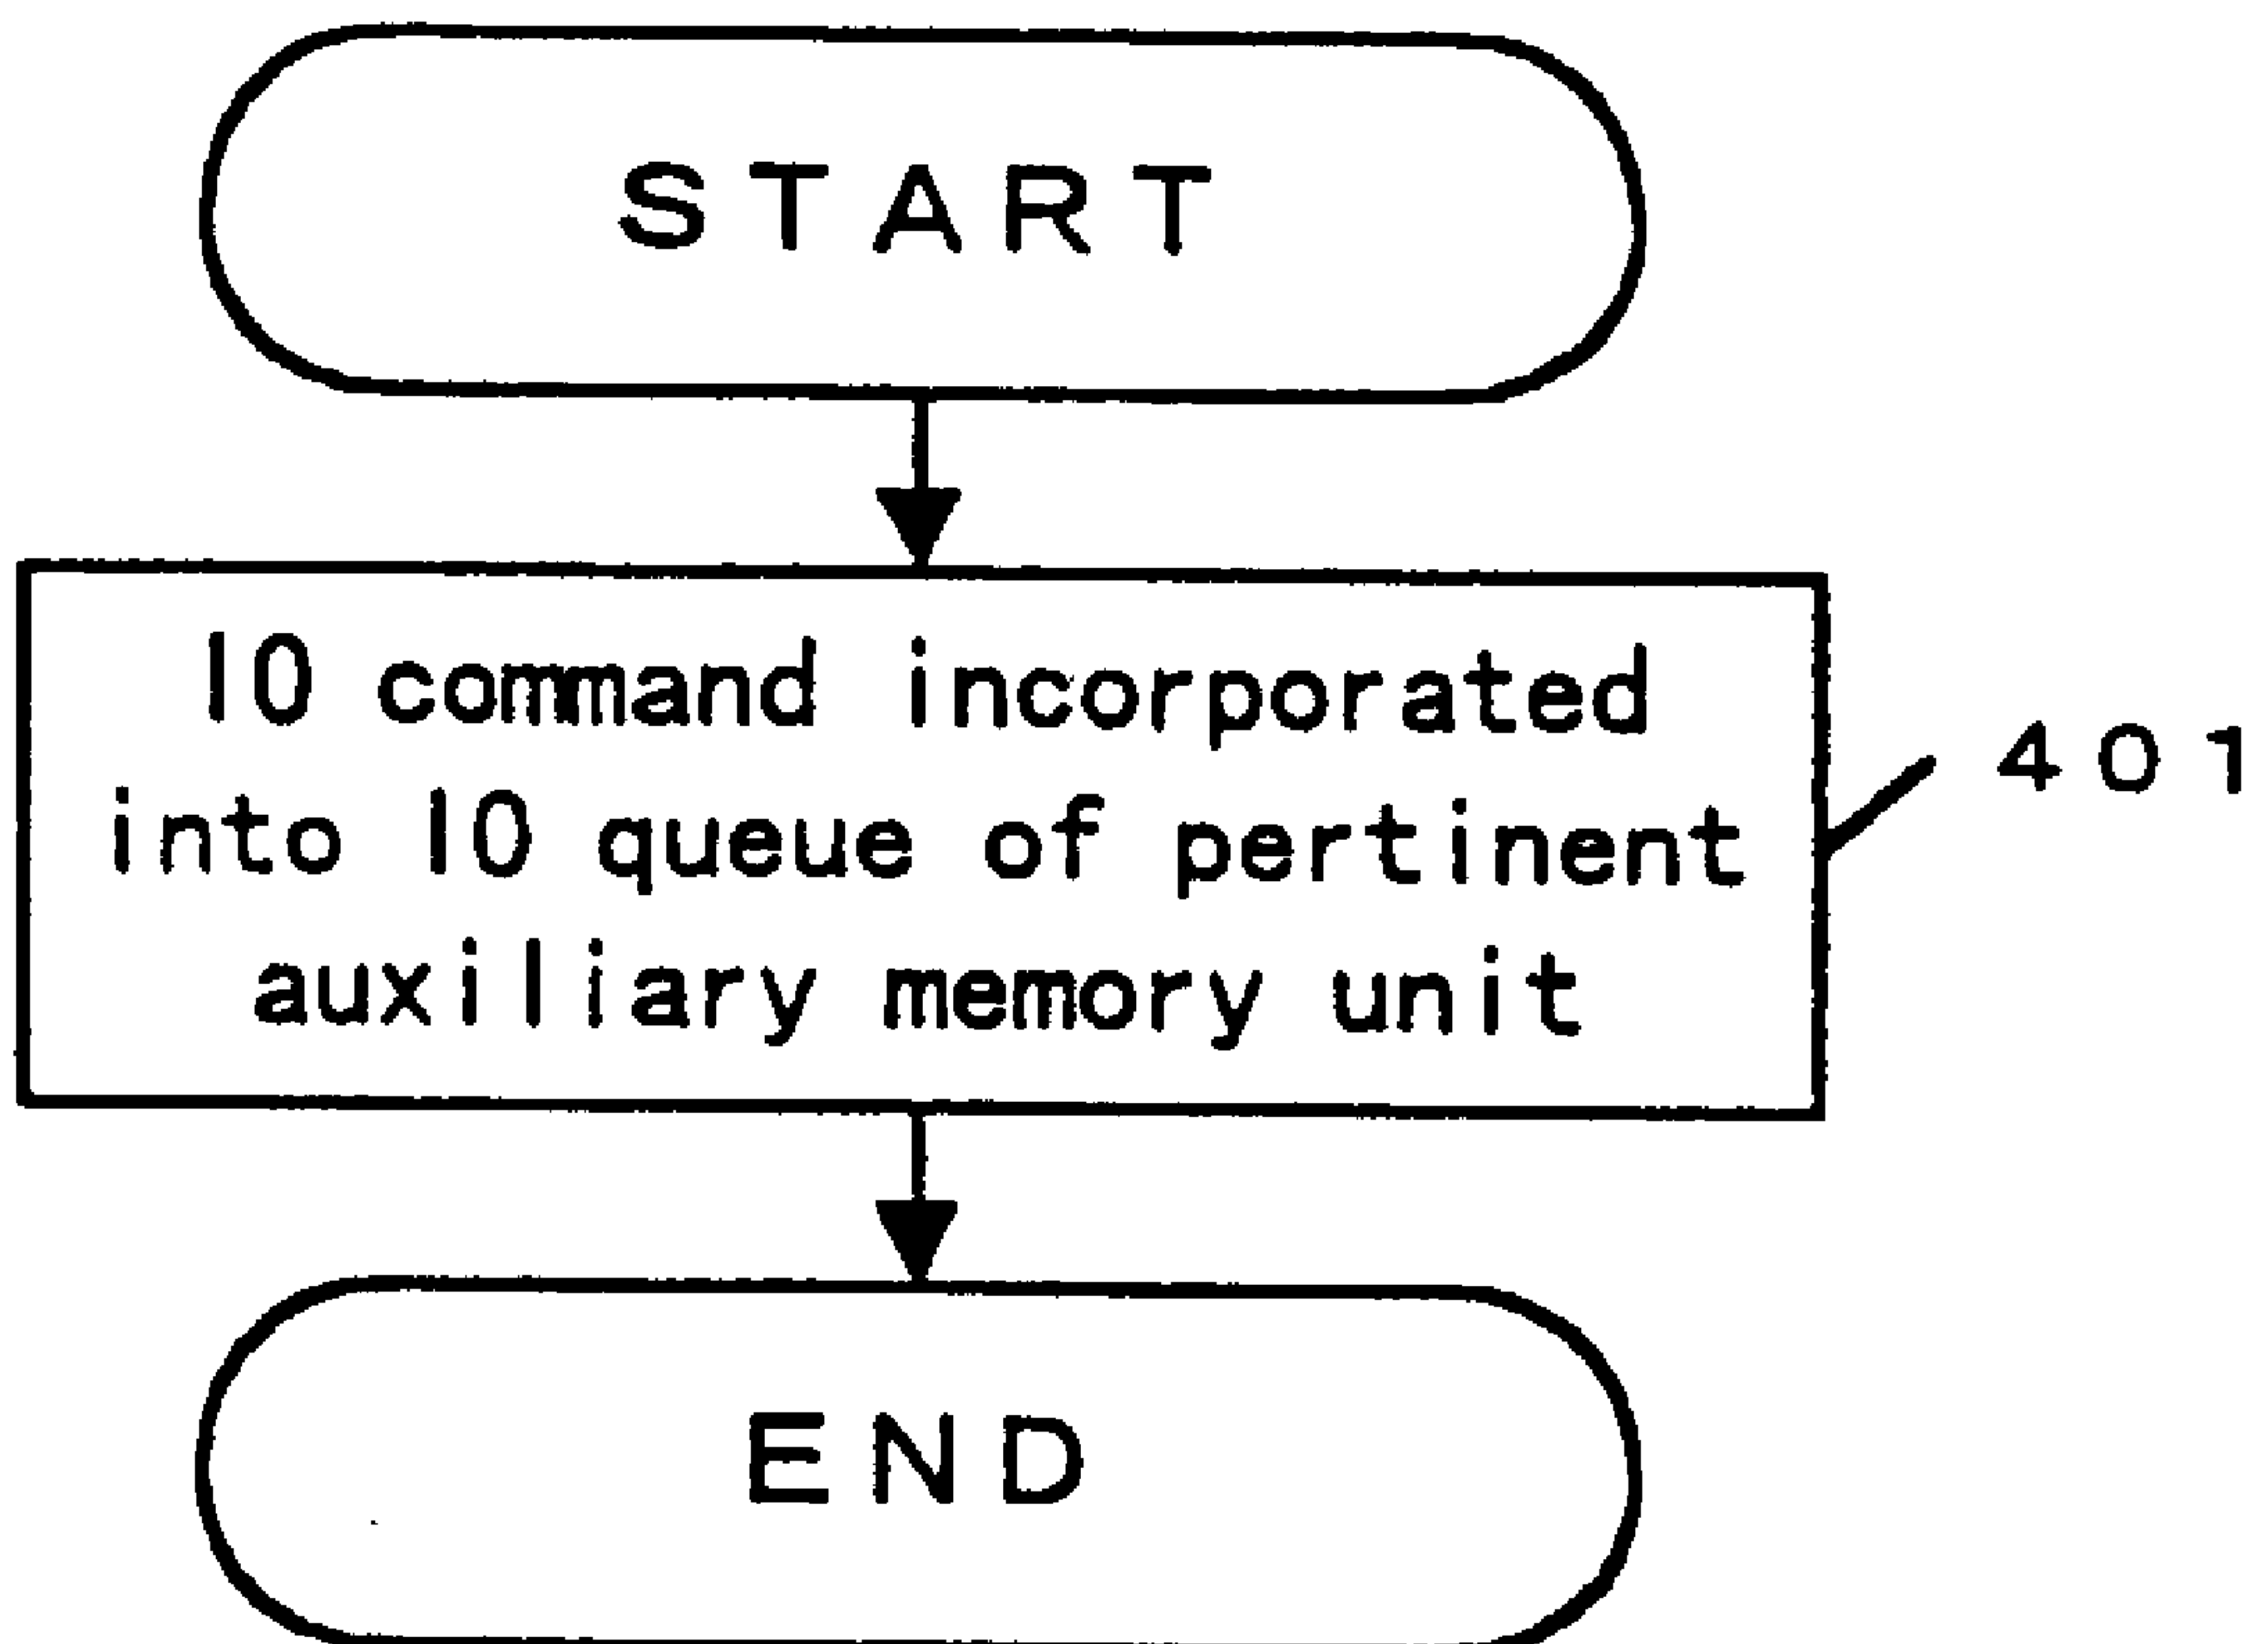 START
IO command incorporated
into IO queue of pertinent
auxiliary memory unit
401
END